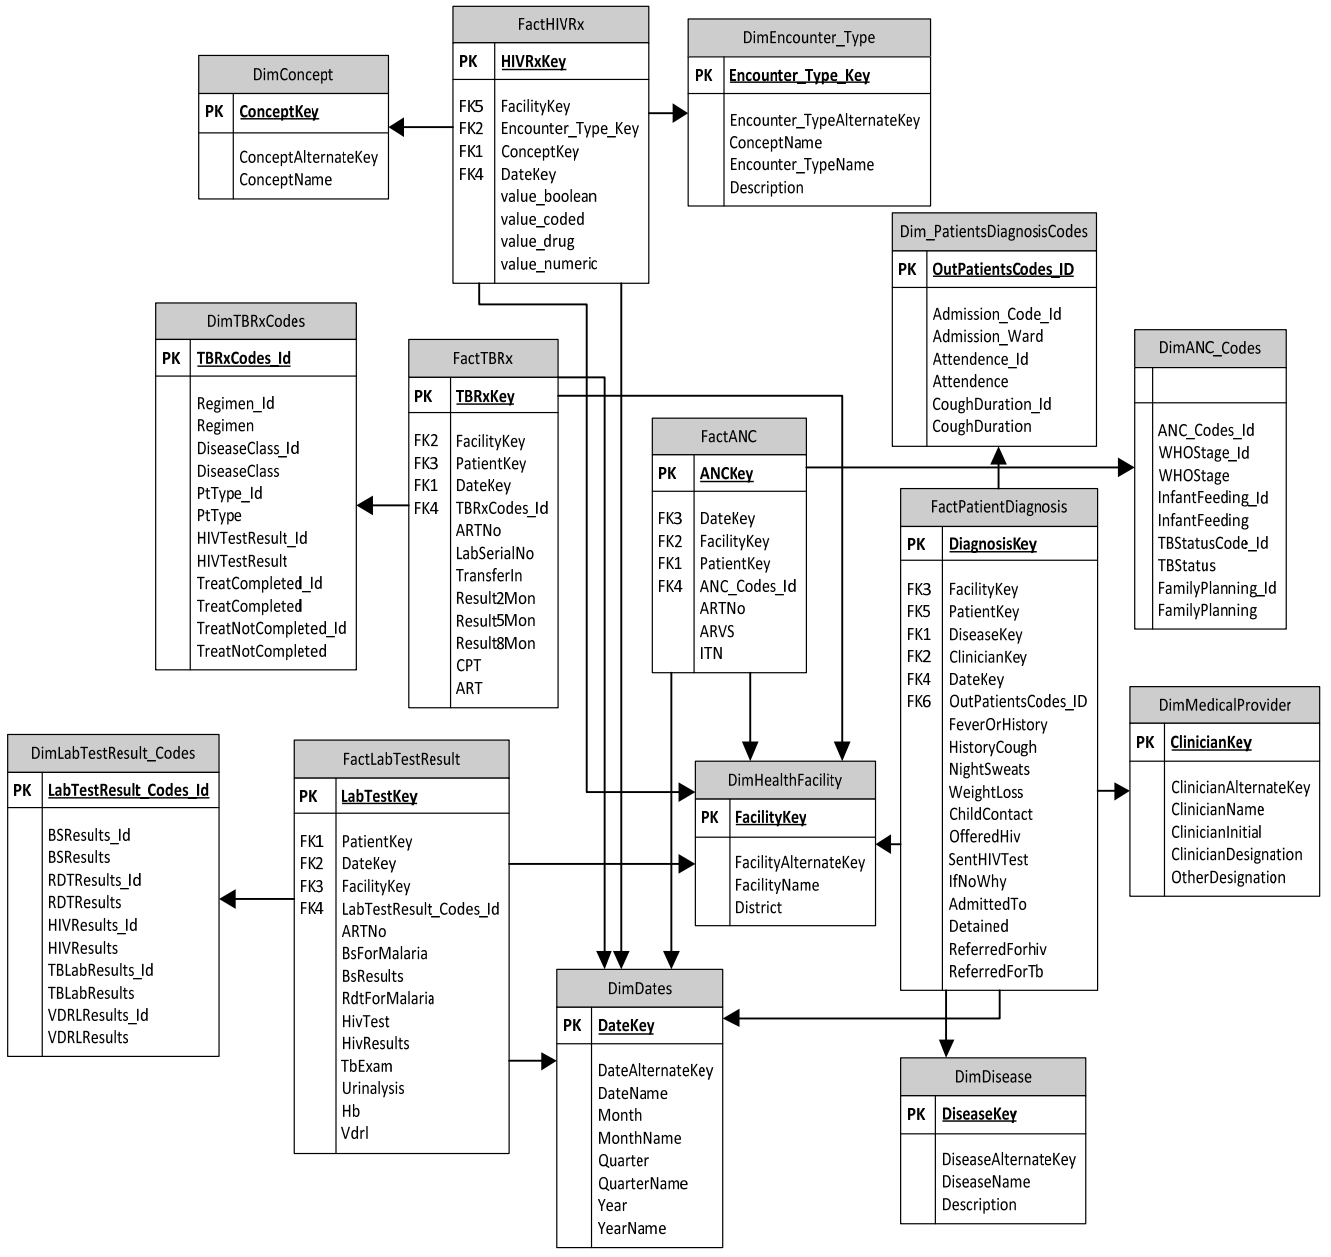 FactHIVRx
PK HIVRxKey
FK5 FacilityKey
FK2 Encounter_Type_Key
FK1 ConceptKey
FK4 DateKey
value_boolean
value_coded
value_drug
value_numeric
DimEncounter_Type
PK Encounter_Type_Key
Encounter_TypeAlternateKey
ConceptName
Encounter_TypeName
Description
DimConcept
PK ConceptKey
ConceptAlternateKey
ConceptName
Dim_PatientsDiagnosisCodes
PK OutPatientsCodes_ID
Admission_Code_Id
Admission_Ward
Attendence_Id
Attendence
CoughDuration_Id
CoughDuration
DimTBRxCodes
PK TBRxCodes_Id
Regimen_Id
Regimen
DiseaseClass_Id
DiseaseClass
PtType_Id
PtType
HIVTestResult_Id
HIVTestResult
TreatCompleted_Id
TreatCompleted
TreatNotCompleted_Id
TreatNotCompleted
FactTBRx
PK TBRxKey
FK2 FacilityKey
FK3 PatientKey
FK1 DateKey
FK4 TBRxCodes_Id
ARTNo
LabSerialNo
TransferIn
Result2Mon
Result5Mon
Result8Mon
CPT
ART
FactANC
PK ANCKey
FK3 DateKey
FK2 FacilityKey
FK1 PatientKey
FK4 ANC_Codes_Id
ARTNo
ARVS
ITN
DimANC_Codes
ANC_Codes_Id
WHOStage_Id
WHOStage
InfantFeeding_Id
InfantFeeding
TBStatusCode_Id
TBStatus
FamilyPlanning_Id
FamilyPlanning
FactPatientDiagnosis
PK DiagnosisKey
FK3 FacilityKey
FK5 PatientKey
FK1 DiseaseKey
FK2 ClinicianKey
FK4 DateKey
FK6 OutPatientsCodes_ID
FeverOrHistory
HistoryCough
NightSweats
WeightLoss
ChildContact
OfferedHiv
SentHIVTest
IfNoWhy
AdmittedTo
Detained
ReferredForhiv
ReferredForTb
DimMedicalProvider
PK ClinicianKey
ClinicianAlternateKey
ClinicianName
ClinicianInitial
ClinicianDesignation
OtherDesignation
DimLabTestResult_Codes
PK LabTestResult_Codes_Id
BSResults_Id
BSResults
RDTResults_Id
RDTResults
HIVResults_Id
HIVResults
TBLabResults_Id
TBLabResults
VDRLResults_Id
VDRLResults
FactLabTestResult
PK LabTestKey
FK1 PatientKey
FK2 DateKey
FK3 FacilityKey
FK4 LabTestResult_Codes_Id
ARTNo
BsForMalaria
BsResults
RdtForMalaria
HivTest
HivResults
TbExam
Urinalysis
Hb
Vdrl
DimHealthFacility
PK FacilityKey
FacilityAlternateKey
FacilityName
District
DimDates
PK DateKey
DateAlternateKey
DateName
Month
MonthName
Quarter
QuarterName
Year
YearName
DimDisease
PK DiseaseKey
DiseaseAlternateKey
DiseaseName
Description